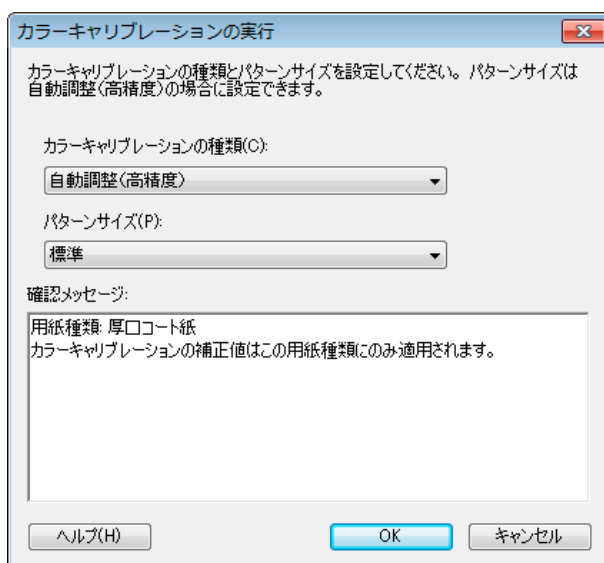 カラーキャリブレーションの実行
カラーキャリブレーションの種類とパターンサイズを設定してください。パターンサイズは
自動調整(高精度)の場合に設定できます。
カラーキャリブレーションの種類(C):
自動調整(高精度)
パターンサイズ(P):
標準
確認メッセージ:
用紙種類: 厚口コート紙
カラーキャリブレーションの補正値はこの用紙種類にのみ適用されます。
ヘルプ(H)
OK
キャンセル